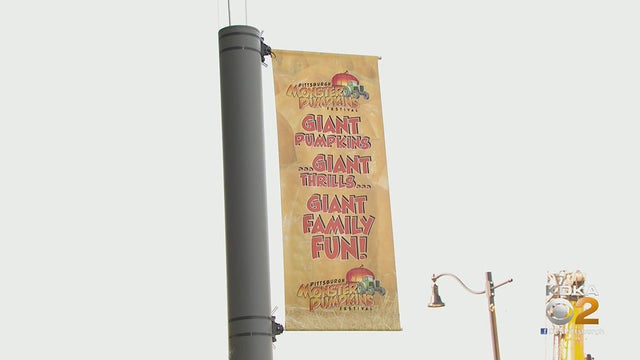 PITTSBURGH
MONSTER
PUMPKINS
FESTIVAL
GIANT
PUMPKINS
...GIANT
THRILLS...
GIANT
FAMILY
FUN!
PITTSBURGH
MONSTER
PUMPKINS
FESTIVAL
KDKA
2